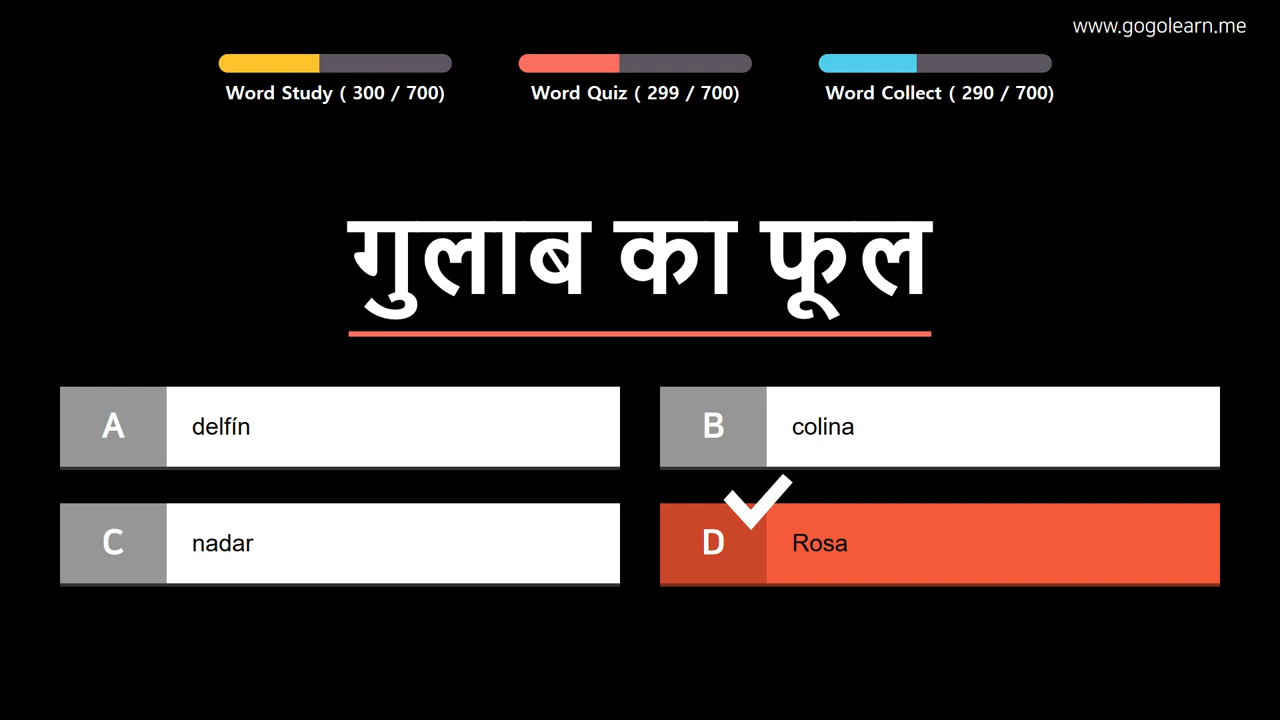 www.gogolearn.me
Word Study ( 300 / 700)
Word Quiz ( 299 / 700)
Word Collect ( 290 / 700)
गुलाब का फूल
A delfín
B colina
C nadar
D Rosa